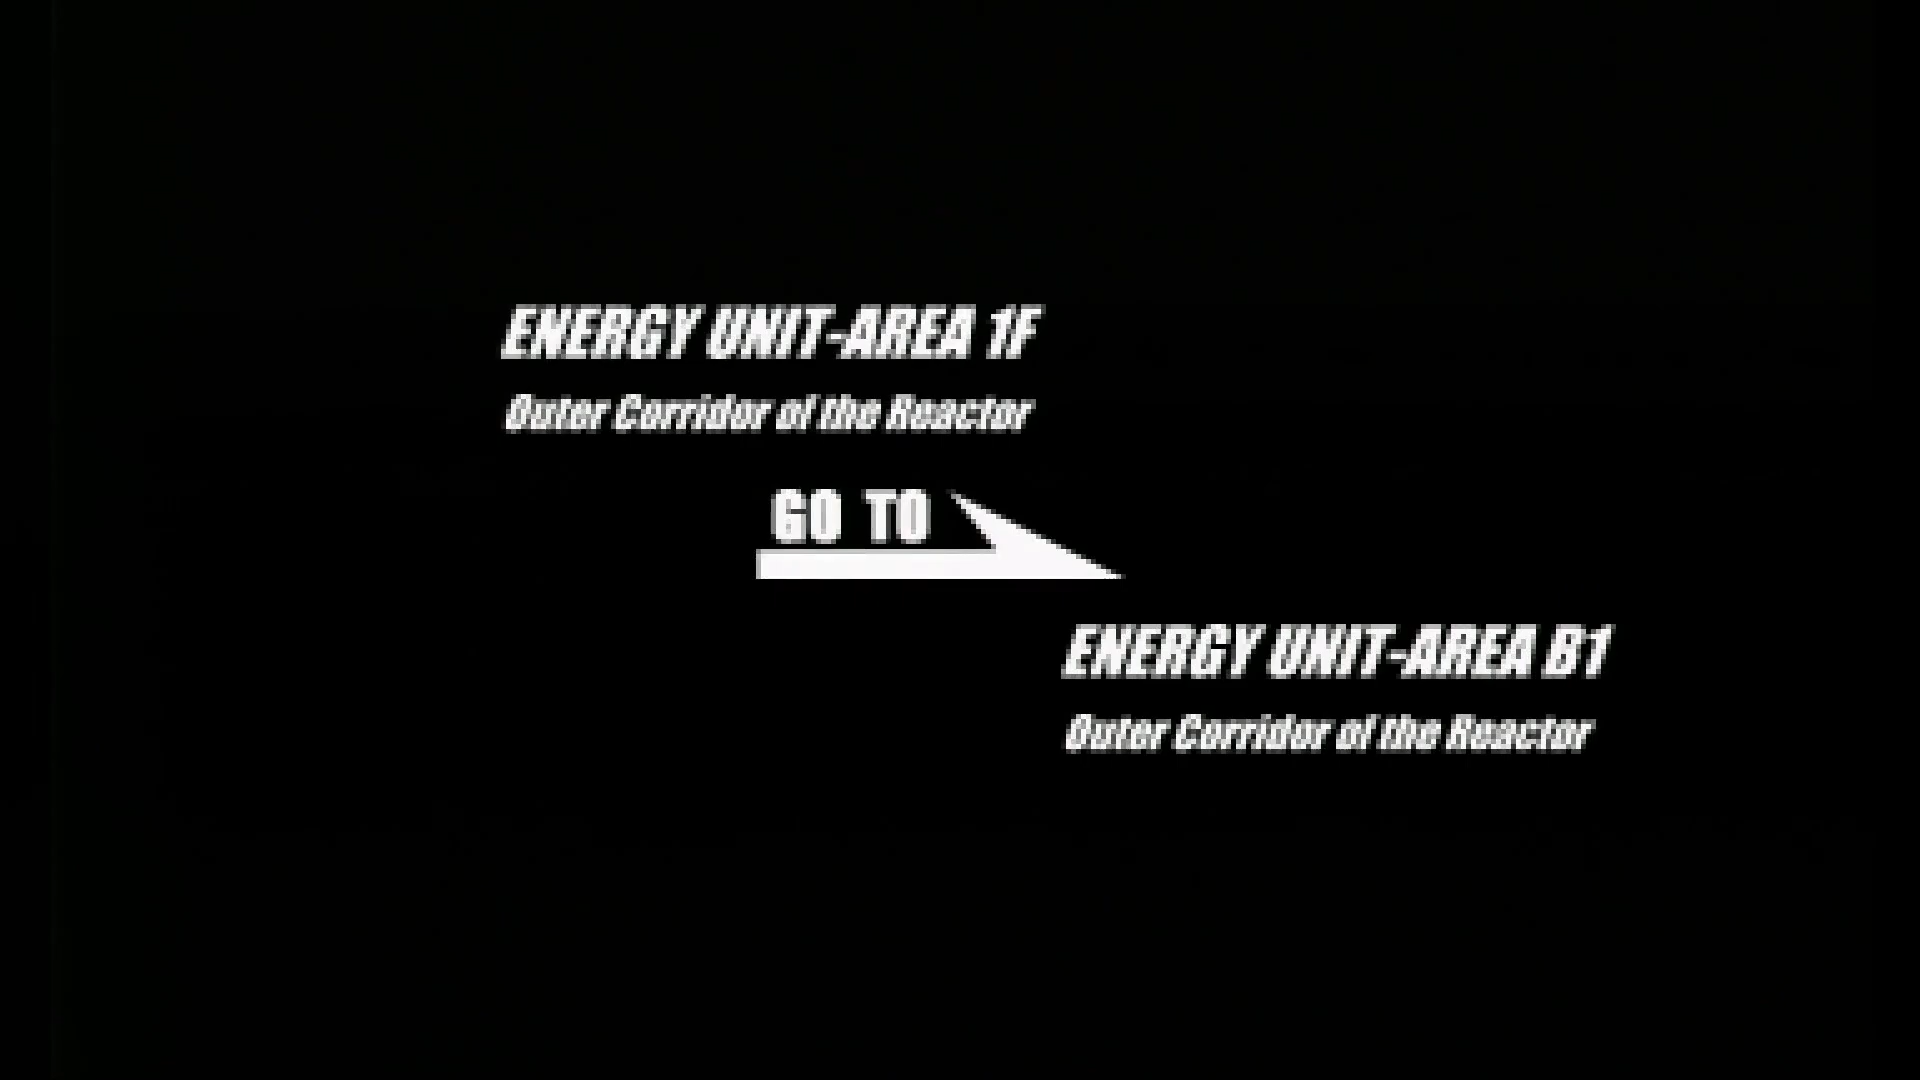 ENERGY UNIT-AREA 1F
Outer Corridor of the Reactor
GO TO
ENERGY UNIT-AREA B1
Outer Corridor of the Reactor